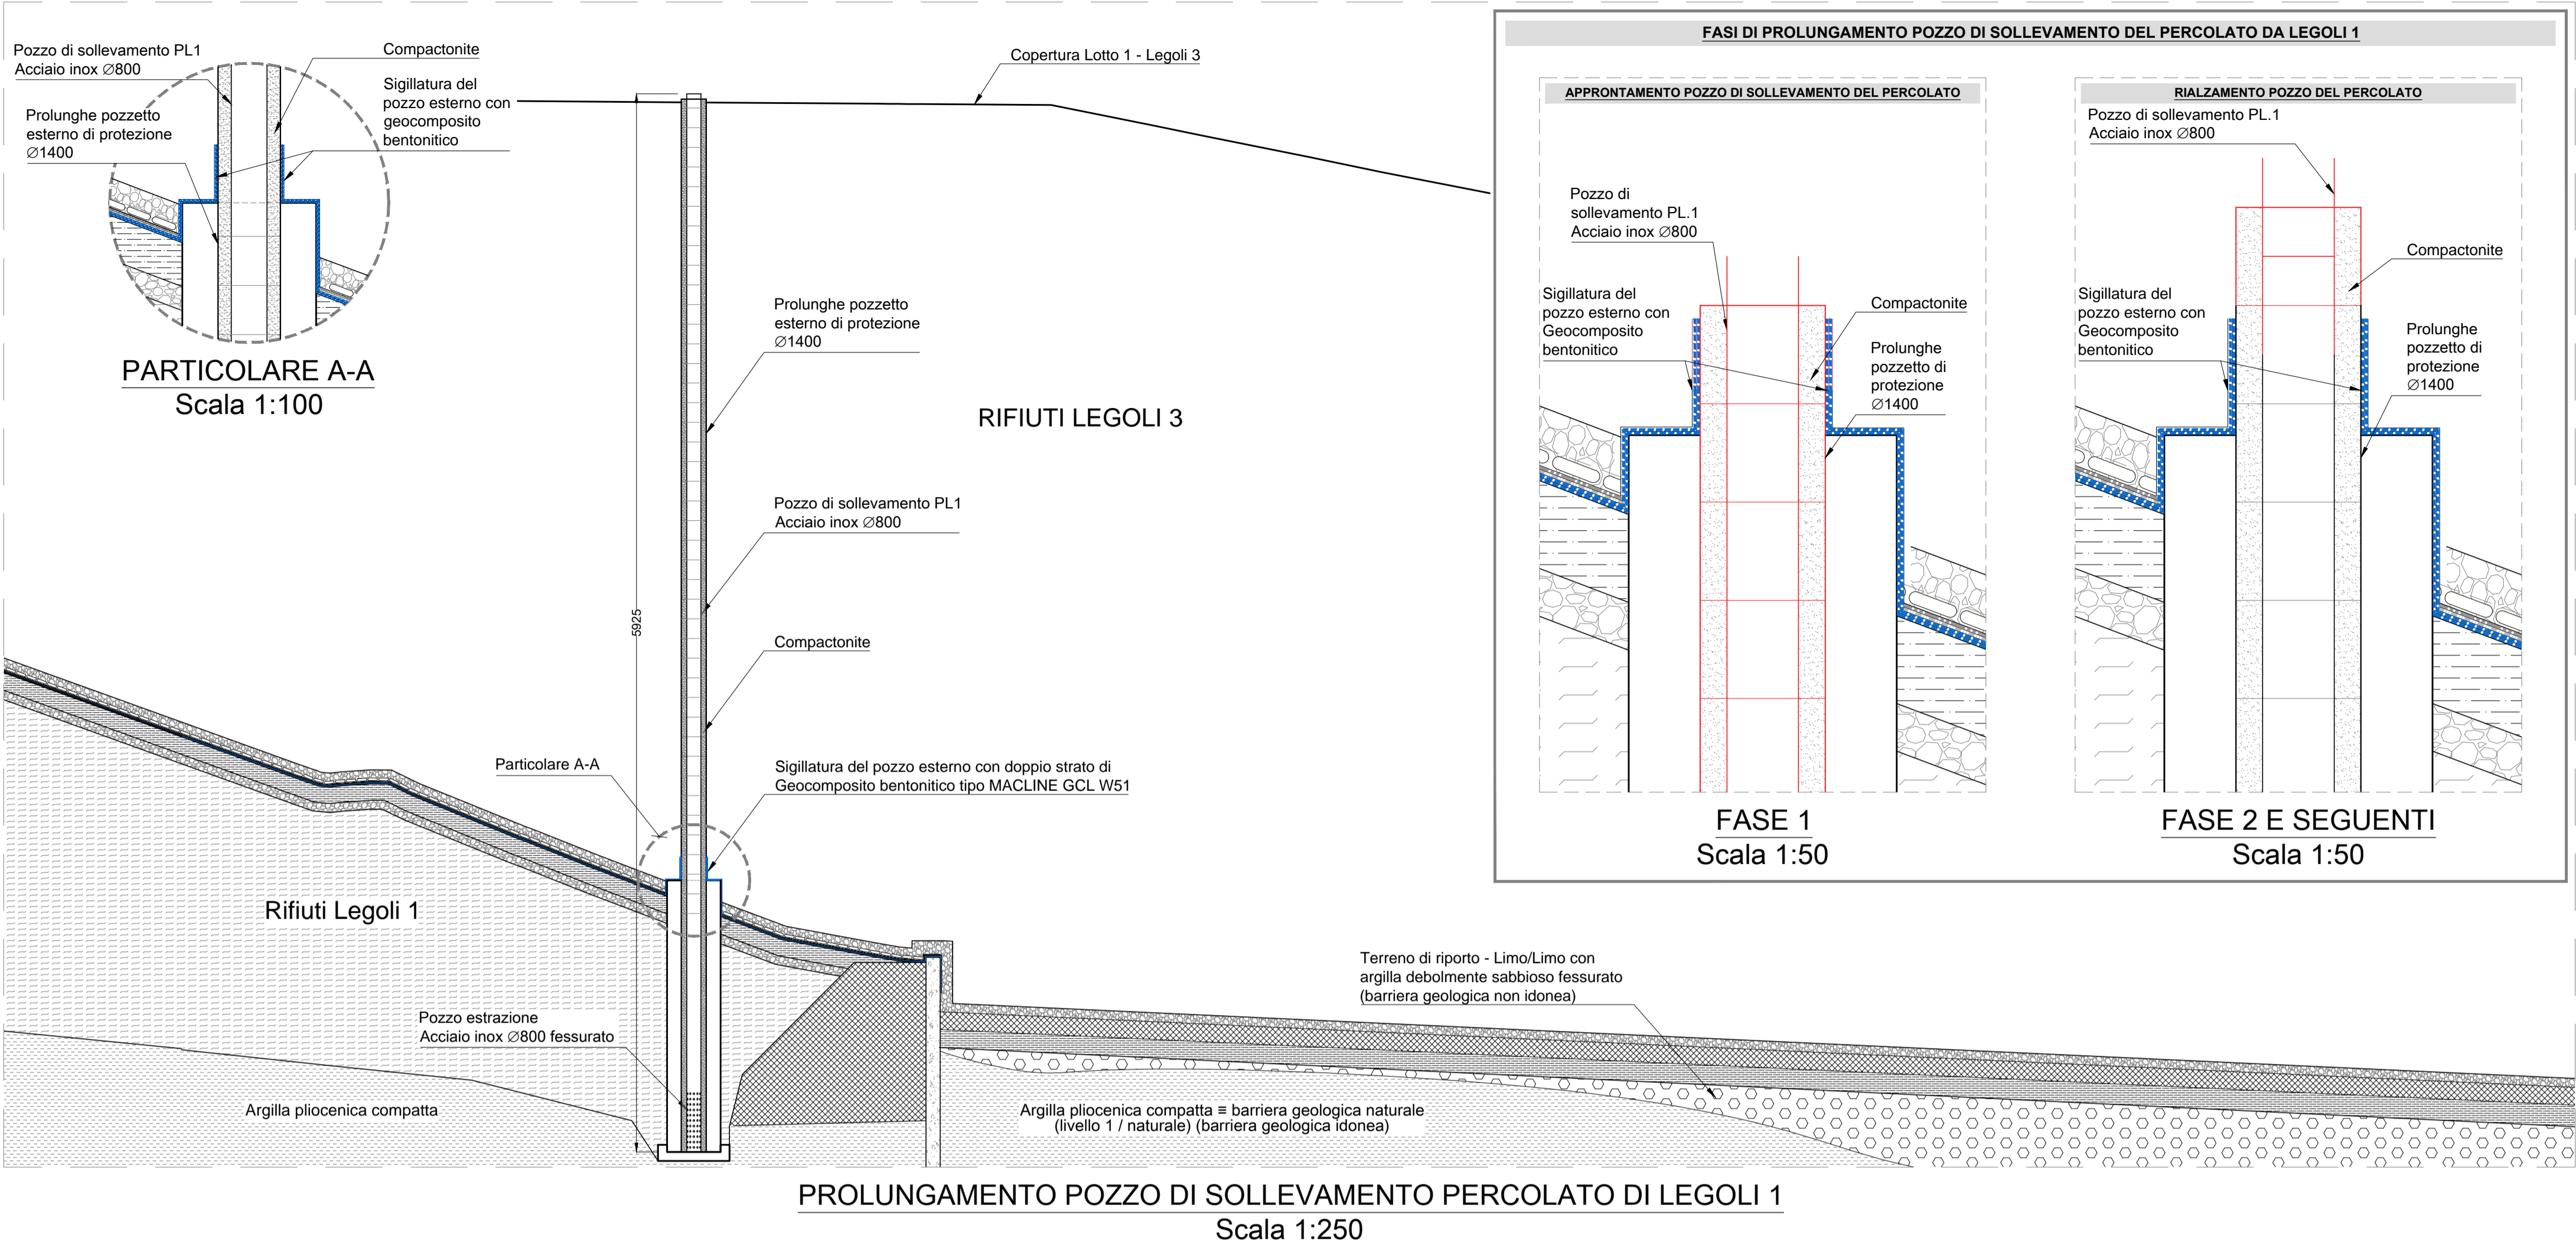 Pozzo di sollevamento PL1
Acciaio inox ∅800
Compactonite
Sigillatura del
pozzo esterno con
geocomposito
bentonitico
Prolunghe pozzetto
esterno di protezione
∅1400
PARTICOLARE A-A
Scala 1:100
Copertura Lotto 1 - Legoli 3
Prolunghe pozzetto
esterno di protezione
∅1400
RIFIUTI LEGOLI 3
Pozzo di sollevamento PL1
Acciaio inox ∅800
5925
Compactonite
Particolare A-A
Sigillatura del pozzo esterno con doppio strato di
Geocomposito bentonitico tipo MACLINE GCL W51
Rifiuti Legoli 1
Pozzo estrazione
Acciaio inox ∅800 fessurato
Argilla pliocenica compatta
Terreno di riporto - Limo/Limo con
argilla debolmente sabbioso fessurato
(barriera geologica non idonea)
Argilla pliocenica compatta ≡ barriera geologica naturale
(livello 1 / naturale) (barriera geologica idonea)
FASI DI PROLUNGAMENTO POZZO DI SOLLEVAMENTO DEL PERCOLATO DA LEGOLI 1
APPRONTAMENTO POZZO DI SOLLEVAMENTO DEL PERCOLATO
Pozzo di
sollevamento PL.1
Acciaio inox ∅800
Sigillatura del
pozzo esterno con
Geocomposito
bentonitico
Compactonite
Prolunghe
pozzetto di
protezione
∅1400
FASE 1
Scala 1:50
RIALZAMENTO POZZO DEL PERCOLATO
Pozzo di sollevamento PL.1
Acciaio inox ∅800
Compactonite
Sigillatura del
pozzo esterno con
Geocomposito
bentonitico
Prolunghe
pozzetto di
protezione
∅1400
FASE 2 E SEGUENTI
Scala 1:50
PROLUNGAMENTO POZZO DI SOLLEVAMENTO PERCOLATO DI LEGOLI 1
Scala 1:250